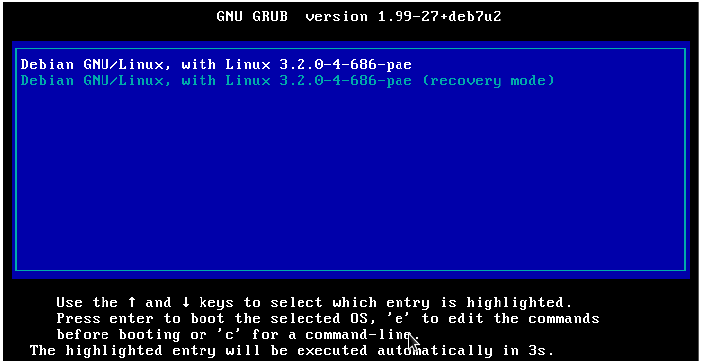 GNU GRUB  version 1.99-27+deb7u2
Debian GNU/Linux, with Linux 3.2.0-4-686-pae
Debian GNU/Linux, with Linux 3.2.0-4-686-pae (recovery mode)
Use the ↑ and ↓ keys to select which entry is highlighted.
Press enter to boot the selected OS, 'e' to edit the commands
before booting or 'c' for a command-line.
The highlighted entry will be executed automatically in 3s.